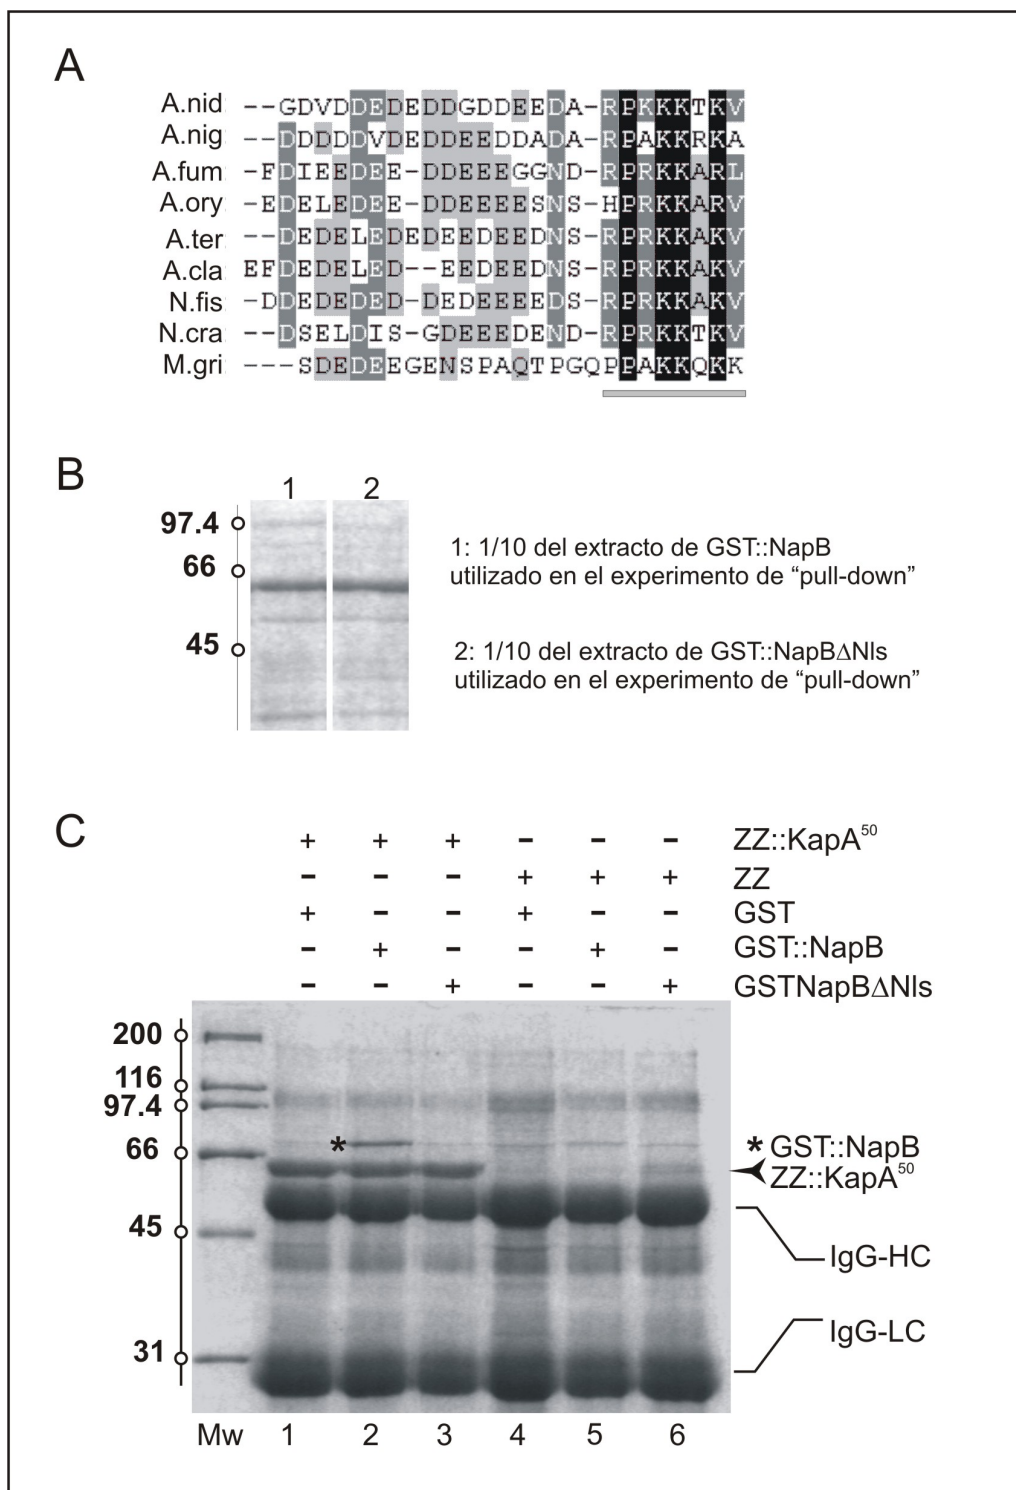 A
A.nid: --GDVDDEDEDDGDDEEDA-RPKKKTKV
A.nig: --DDDDDVDEDDEEDDADA-RPAKKRKA
A.fum: -FDIEEDEE-DDEEEGGND-RPRKKARL
A.ory: -EDELEDEE-DDEEEESNS-HPRKKARV
A.ter: --DEDELEDEDEEDEEDNS-RPRKKAKV
A.cla: EFDEDELED--EEDEEDNS-RPRKKAKV
N.fis: -DDEDEDED-DEDEEEEDS-RPRKKAKV
N.cra: --DSELDIS-GDEEEDEND-RPRKKTKV
M.gri: ---SDEDEEGENSPAQTPGQPPAKKQKK
B
1 2
97.4
66
45
1: 1/10 del extracto de GST::NapB
utilizado en el experimento de “pull-down”
2: 1/10 del extracto de GST::NapBΔNls
utilizado en el experimento de “pull-down”
C
+ + + - - - ZZ::KapA⁵⁰
- - - + + + ZZ
+ - - + - - GST
- + - - + - GST::NapB
- - + - - + GSTNapBΔNls
200
116
97.4
66
45
31
*
* GST::NapB
ZZ::KapA⁵⁰
IgG-HC
IgG-LC
Mw 1 2 3 4 5 6